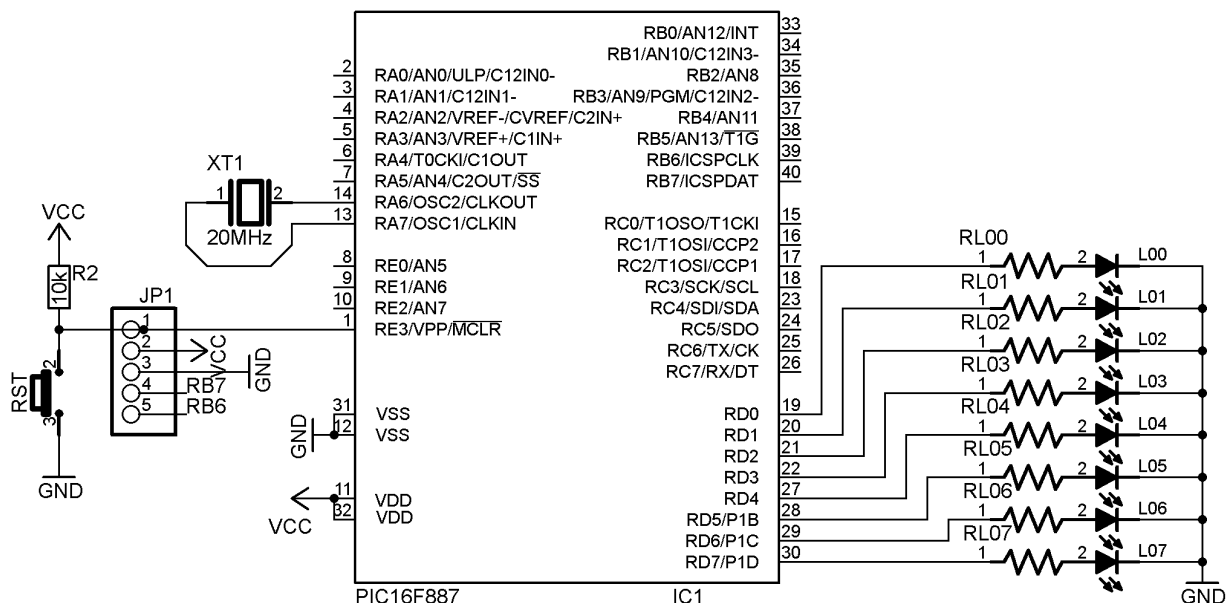 VCC
R2
10k
RST
2
3
GND
JP1
1
2
3
4
5
VCC
GND
RB7
RB6
XT1
1
2
20MHz
GND
VCC
2 RA0/AN0/ULP/C12IN0-
3 RA1/AN1/C12IN1-
4 RA2/AN2/VREF-/CVREF/C2IN+
5 RA3/AN3/VREF+/C1IN+
6 RA4/T0CKI/C1OUT
7 RA5/AN4/C2OUT/SS
14 RA6/OSC2/CLKOUT
13 RA7/OSC1/CLKIN
8 RE0/AN5
9 RE1/AN6
10 RE2/AN7
1 RE3/VPP/MCLR
31 VSS
12 VSS
11 VDD
32 VDD
RB0/AN12/INT 33
RB1/AN10/C12IN3- 34
RB2/AN8 35
RB3/AN9/PGM/C12IN2- 36
RB4/AN11 37
RB5/AN13/T1G 38
RB6/ICSPCLK 39
RB7/ICSPDAT 40
RC0/T1OSO/T1CKI 15
RC1/T1OSI/CCP2 16
RC2/T1OSI/CCP1 17
RC3/SCK/SCL 18
RC4/SDI/SDA 23
RC5/SDO 24
RC6/TX/CK 25
RC7/RX/DT 26
RD0 19
RD1 20
RD2 21
RD3 22
RD4 27
RD5/P1B 28
RD6/P1C 29
RD7/P1D 30
PIC16F887 IC1
RL00
1 2 L00
RL01
1 2 L01
RL02
1 2 L02
RL03
1 2 L03
RL04
1 2 L04
RL05
1 2 L05
RL06
1 2 L06
RL07
1 2 L07
GND